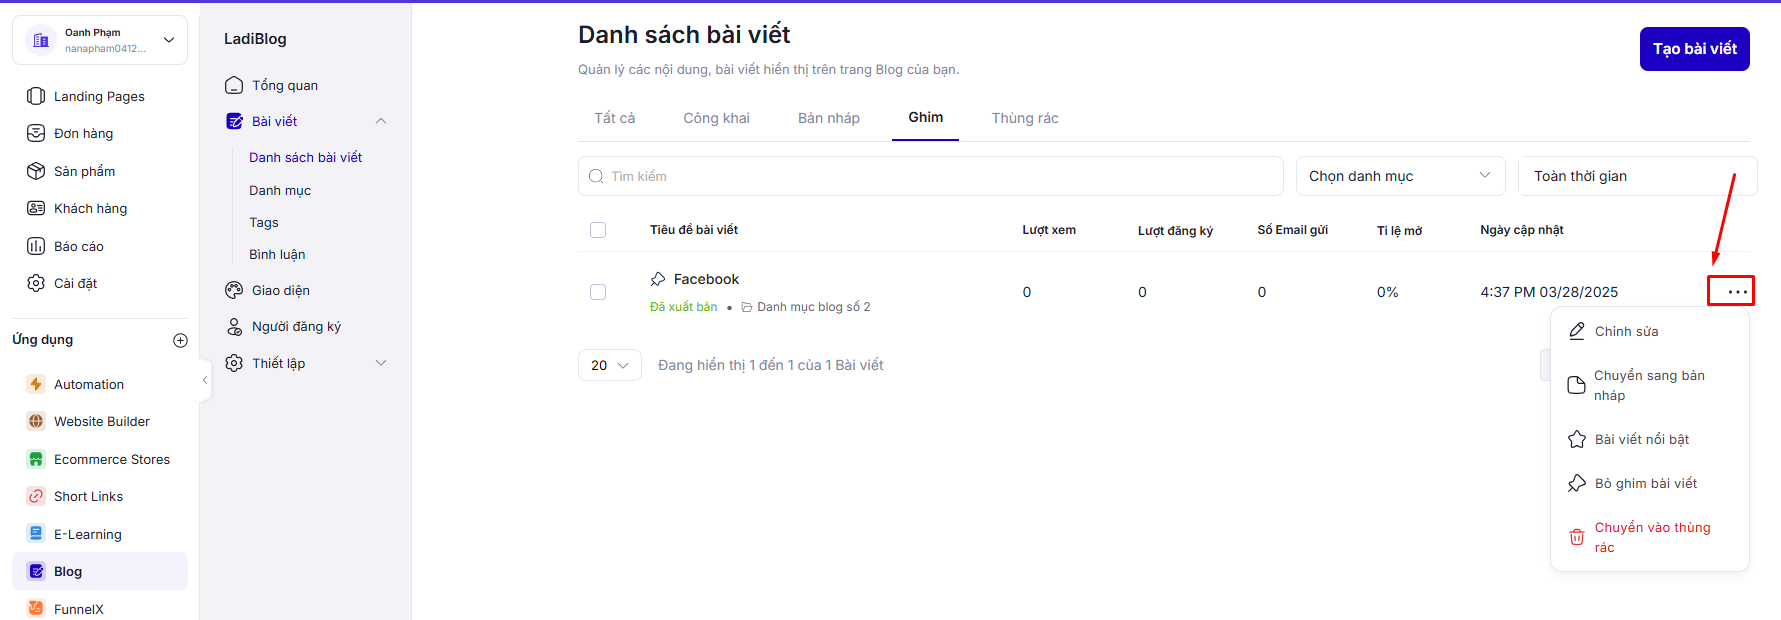 Oanh Phạm
nanapham0412...
Landing Pages
Đơn hàng
Sản phẩm
Khách hàng
Báo cáo
Cài đặt
Ứng dụng
Automation
Website Builder
Ecommerce Stores
Short Links
E-Learning
Blog
FunnelX
LadiBlog
Tổng quan
Bài viết
Danh sách bài viết
Danh mục
Tags
Bình luận
Giao diện
Người đăng ký
Thiết lập
Danh sách bài viết
Quản lý các nội dung, bài viết hiển thị trên trang Blog của bạn.
Tạo bài viết
Tất cả Công khai Bản nháp Ghim Thùng rác
Tìm kiếm Chọn danh mục Toàn thời gian
Tiêu đề bài viết Lượt xem Lượt đăng ký Số Email gửi Tỉ lệ mở Ngày cập nhật
Facebook
0 0 0 0% 4:37 PM 03/28/2025
Đã xuất bản • Danh mục blog số 2
20 Đang hiển thị 1 đến 1 của 1 Bài viết
Chỉnh sửa
Chuyển sang bản
nháp
Bài viết nổi bật
Bỏ ghim bài viết
Chuyển vào thùng
rác